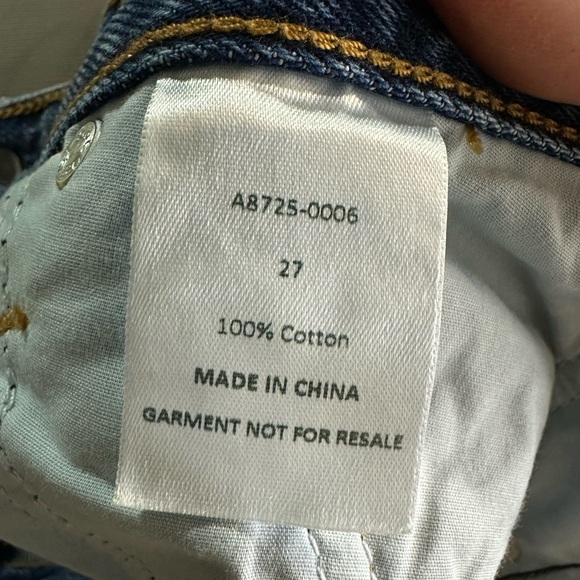 A8725-0006
27
100% Cotton
MADE IN CHINA
GARMENT NOT FOR RESALE